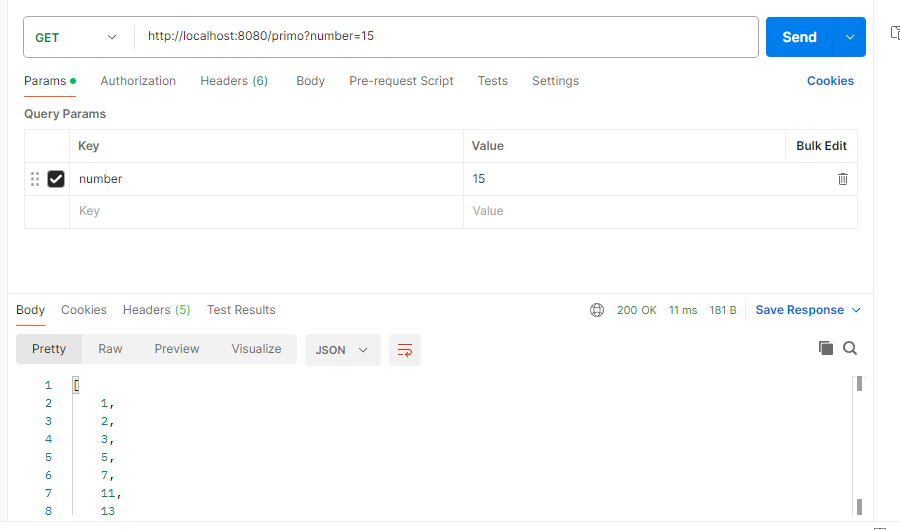 GET http://localhost:8080/primo?number=15 Send
Params Authorization Headers (6) Body Pre-request Script Tests Settings Cookies
Query Params
Key Value Bulk Edit
number 15
Key Value
Body Cookies Headers (5) Test Results 200 OK 11 ms 181 B Save Response
Pretty Raw Preview Visualize JSON
1 [
2 1,
3 2,
4 3,
5 5,
6 7,
7 11,
8 13